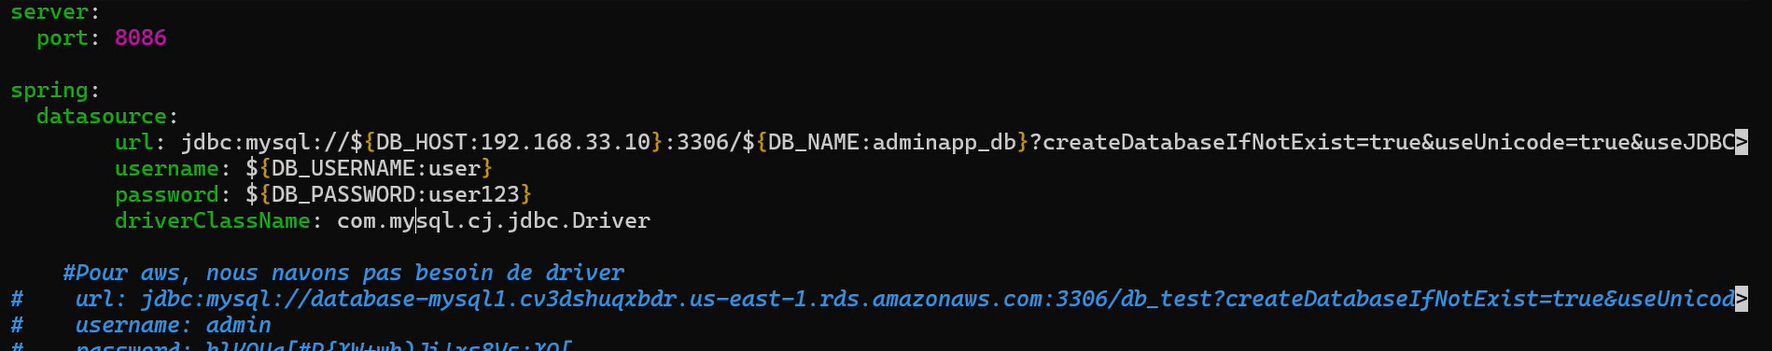 server:
  port: 8086
spring:
  datasource:
        url: jdbc:mysql://${DB_HOST:192.168.33.10}:3306/${DB_NAME:adminapp_db}?createDatabaseIfNotExist=true&useUnicode=true&useJDBC>
        username: ${DB_USERNAME:user}
        password: ${DB_PASSWORD:user123}
        driverClassName: com.mysql.cj.jdbc.Driver
    #Pour aws, nous navons pas besoin de driver
#    url: jdbc:mysql://database-mysql1.cv3dshuqxbdr.us-east-1.rds.amazonaws.com:3306/db_test?createDatabaseIfNotExist=true&useUnicod>
#    username: admin
#    password: